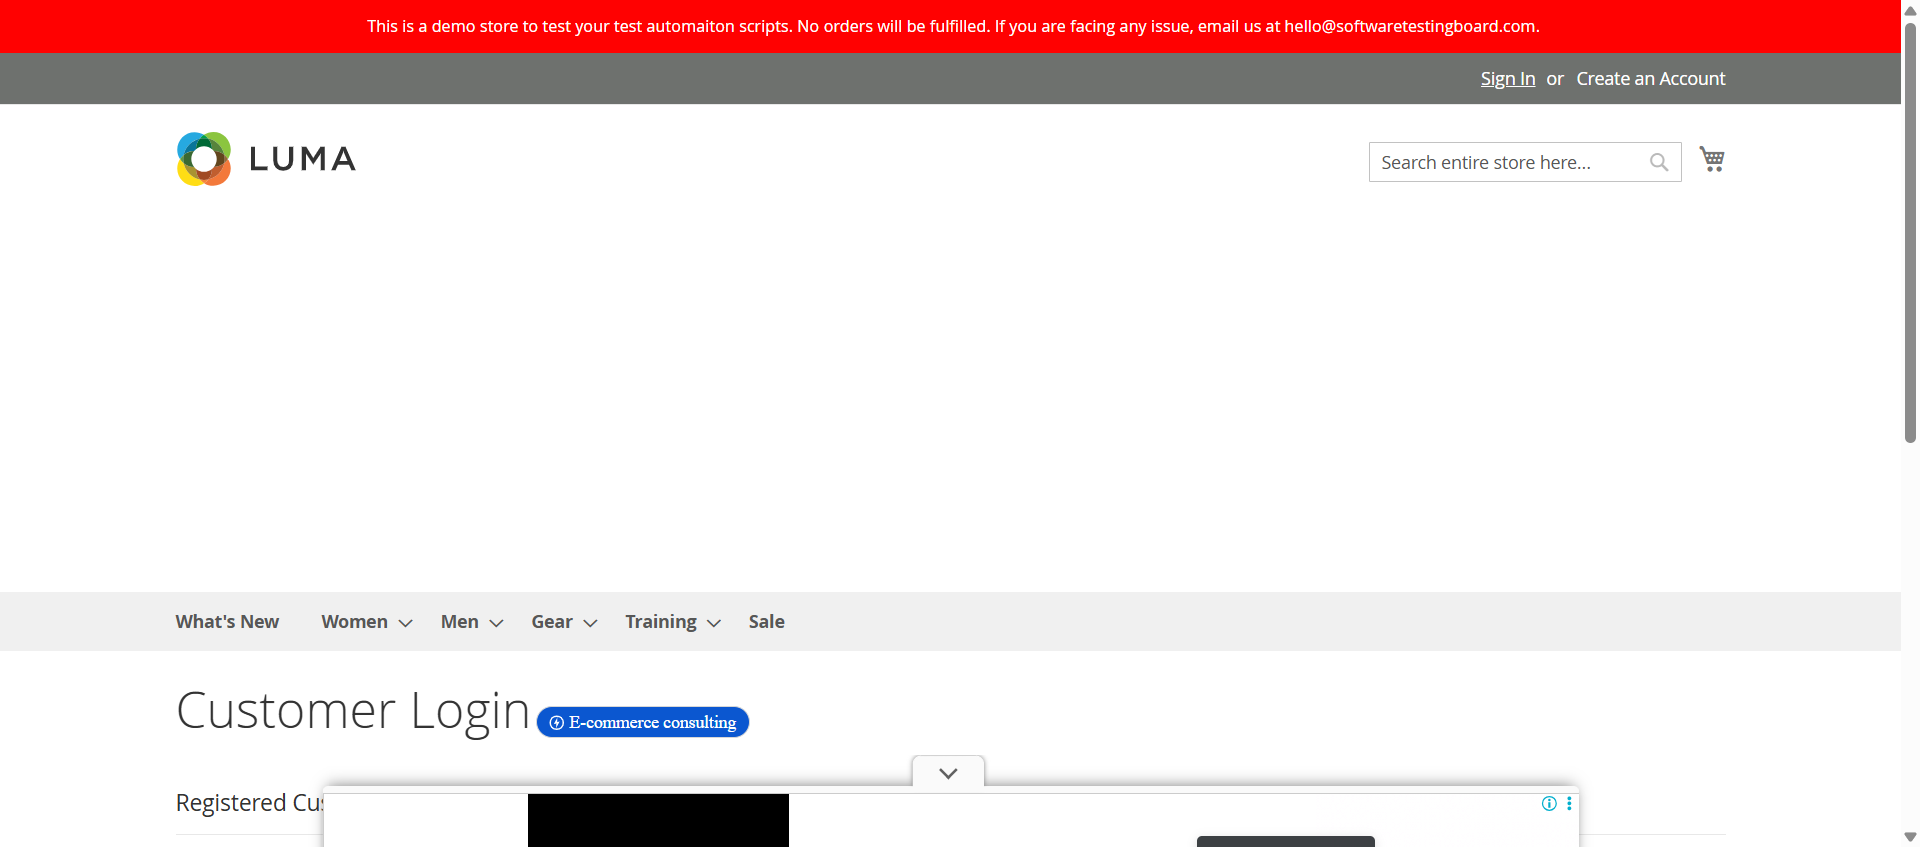 This is a demo store to test your test automaiton scripts. No orders will be fulfilled. If you are facing any issue, email us at hello@softwaretestingboard.com.
Sign In or Create an Account
LUMA
Search entire store here...
What's New Women Men Gear Training Sale
Customer Login E-commerce consulting
Registered